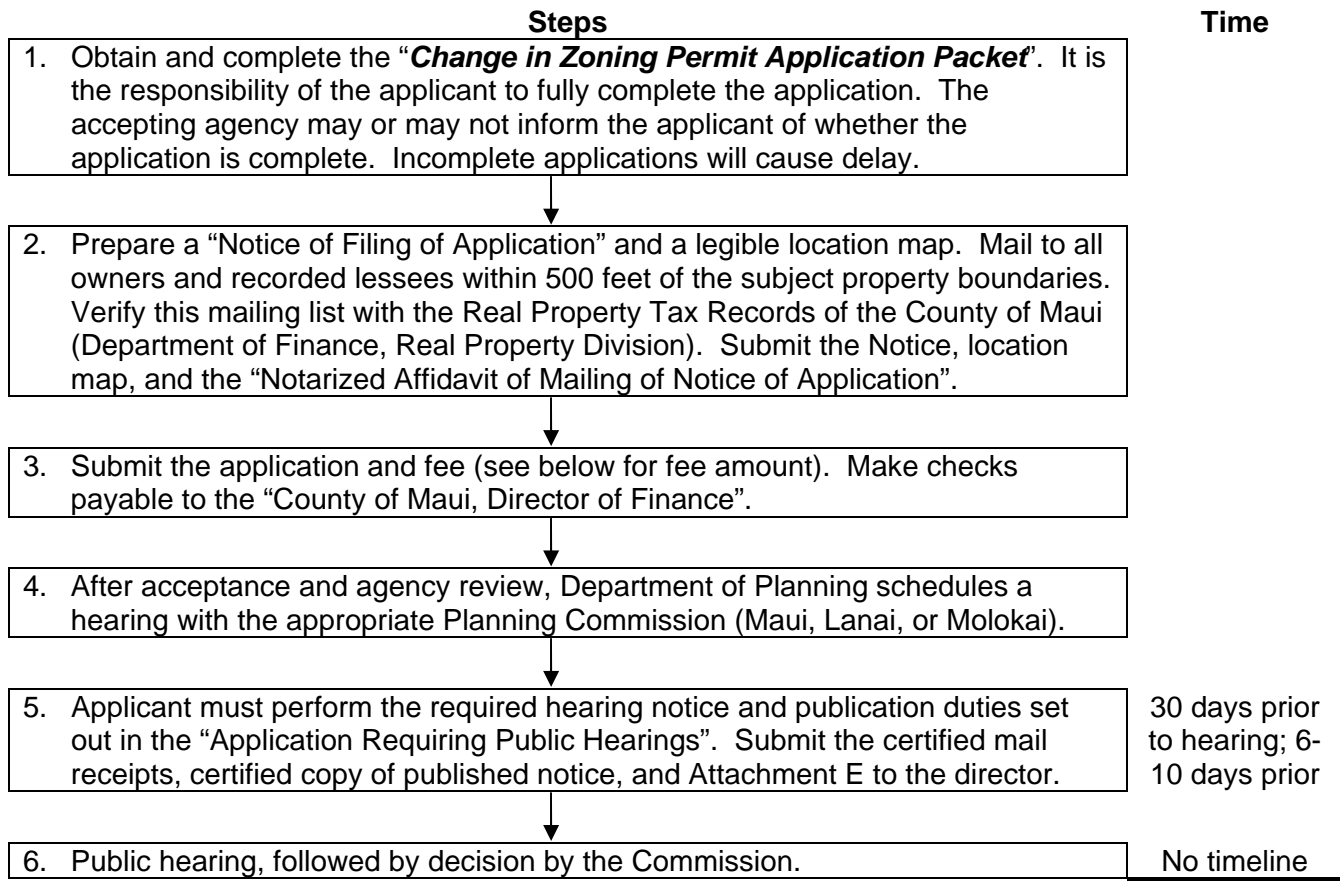 Steps Time
1. Obtain and complete the “Change in Zoning Permit Application Packet”. It is
the responsibility of the applicant to fully complete the application. The
accepting agency may or may not inform the applicant of whether the
application is complete. Incomplete applications will cause delay.
2. Prepare a “Notice of Filing of Application” and a legible location map. Mail to all
owners and recorded lessees within 500 feet of the subject property boundaries.
Verify this mailing list with the Real Property Tax Records of the County of Maui
(Department of Finance, Real Property Division). Submit the Notice, location
map, and the “Notarized Affidavit of Mailing of Notice of Application”.
3. Submit the application and fee (see below for fee amount). Make checks
payable to the “County of Maui, Director of Finance”.
4. After acceptance and agency review, Department of Planning schedules a
hearing with the appropriate Planning Commission (Maui, Lanai, or Molokai).
5. Applicant must perform the required hearing notice and publication duties set
out in the “Application Requiring Public Hearings”. Submit the certified mail
receipts, certified copy of published notice, and Attachment E to the director.
30 days prior
to hearing; 6-
10 days prior
6. Public hearing, followed by decision by the Commission. No timeline